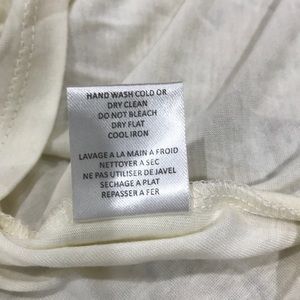 HAND WASH COLD OR
DRY CLEAN
DO NOT BLEACH
DRY FLAT
COOL IRON
LAVAGE A LA MAIN A FROID
NETTOYER A SEC
NE PAS UTILISER DE JAVEL
SECHAGE A PLAT
REPASSER A FER